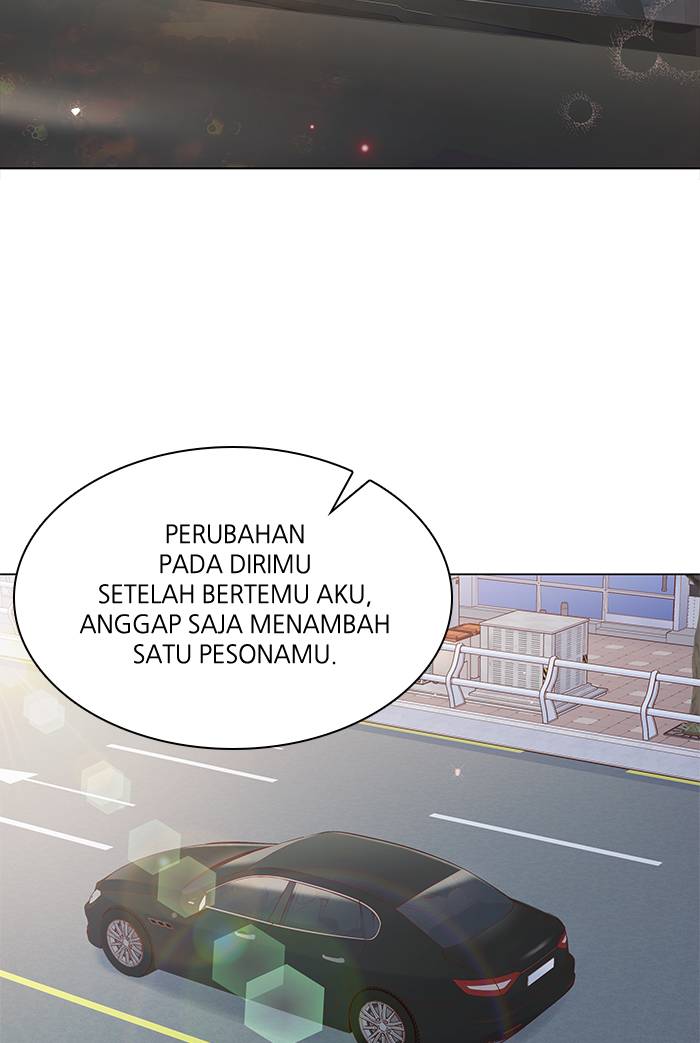 PERUBAHAN
PADA DIRIMU
SETELAH BERTEMU AKU,
ANGGAP SAJA MENAMBAH
SATU PESONAMU.